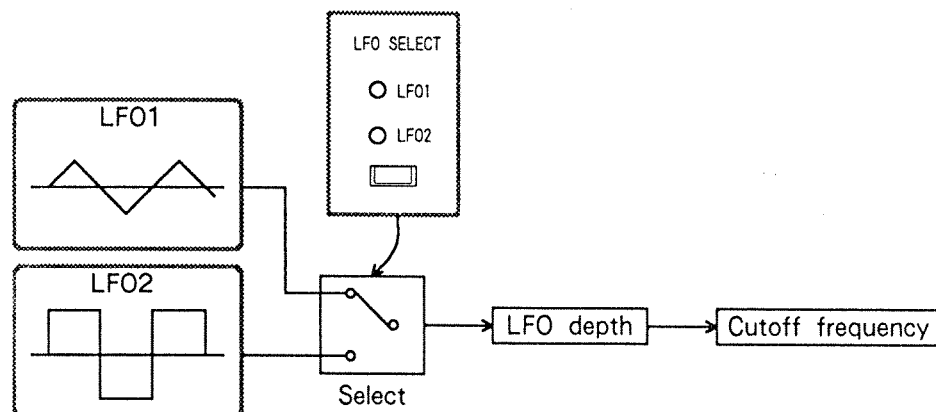 LFO SELECT
LFO1
LFO2
LFO1
LFO2
Select
LFO depth
Cutoff frequency